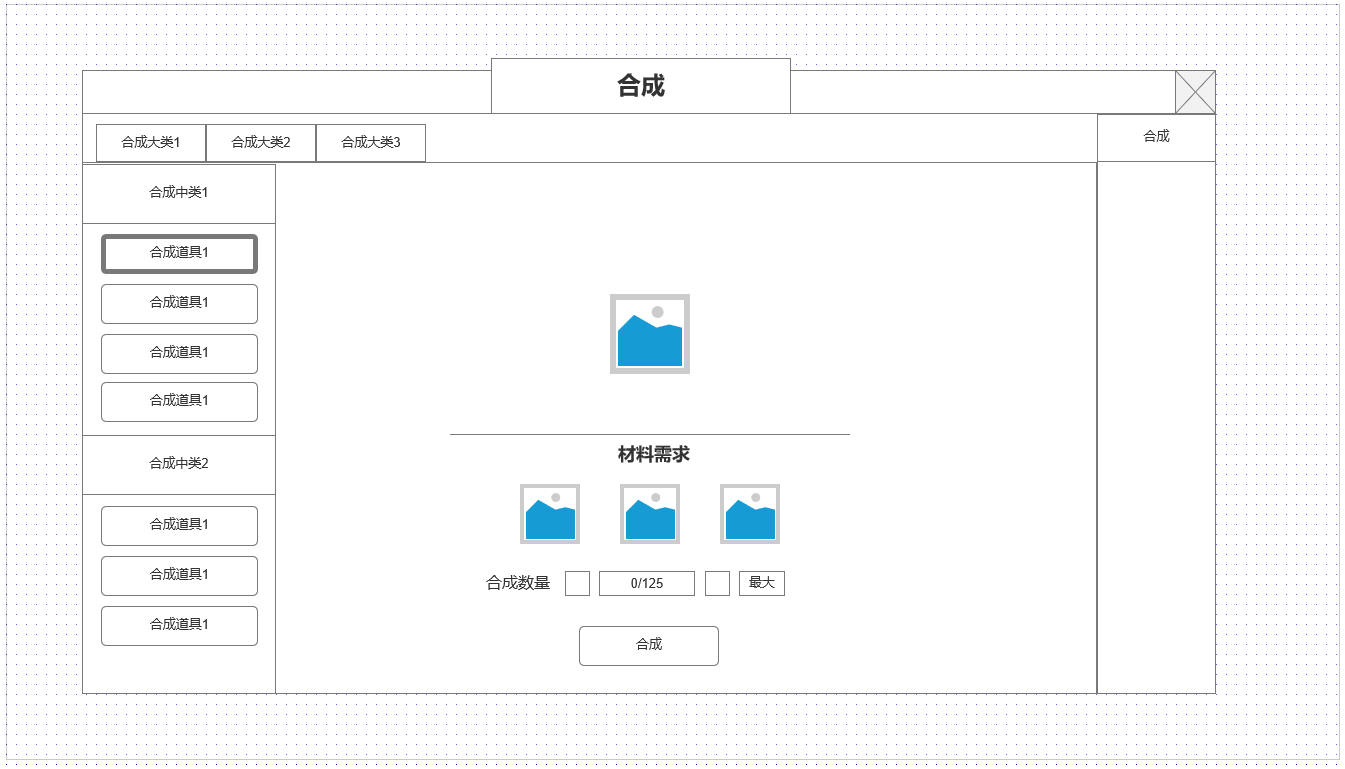 合成
合成大类1
合成大类2
合成大类3
合成
合成中类1
合成道具1
合成道具1
合成道具1
合成道具1
合成中类2
合成道具1
合成道具1
合成道具1
材料需求
合成数量
0/125
最大
合成